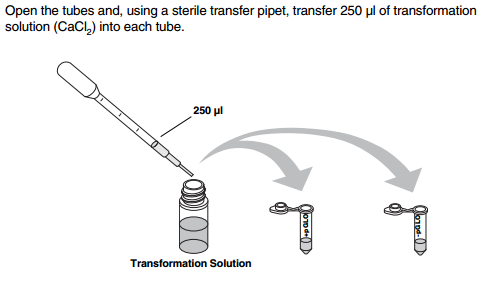 Open the tubes and, using a sterile transfer pipet, transfer 250 µl of transformation
solution (CaCl₂) into each tube.
250 µl
+pGLO
-pGLO
Transformation Solution